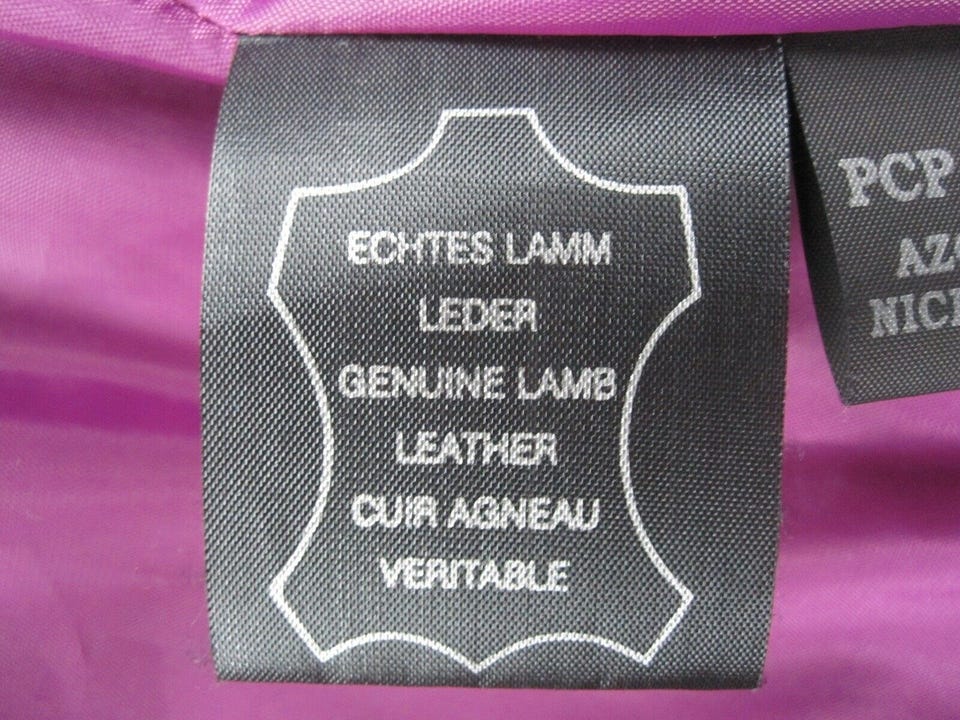 ECHTES LAMM
LEDER
GENUINE LAMB
LEATHER
CUIR AGNEAU
VERITABLE
PCP